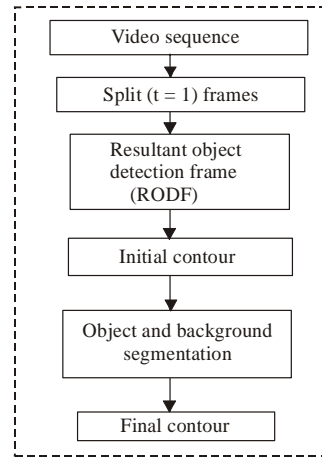 Video sequence
Split (t = 1) frames
Resultant object
detection frame
(RODF)
Initial contour
Object and background
segmentation
Final contour